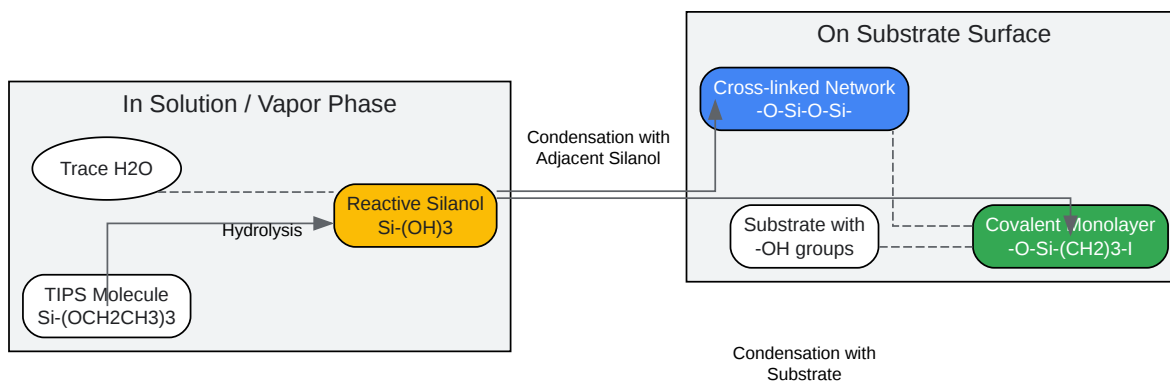 In Solution / Vapor Phase
Trace H2O
Reactive Silanol
Si-(OH)3
Hydrolysis
TIPS Molecule
Si-(OCH2CH3)3
Condensation with
Adjacent Silanol
On Substrate Surface
Cross-linked Network
-O-Si-O-Si-
Substrate with
-OH groups
Covalent Monolayer
-O-Si-(CH2)3-I
Condensation with
Substrate